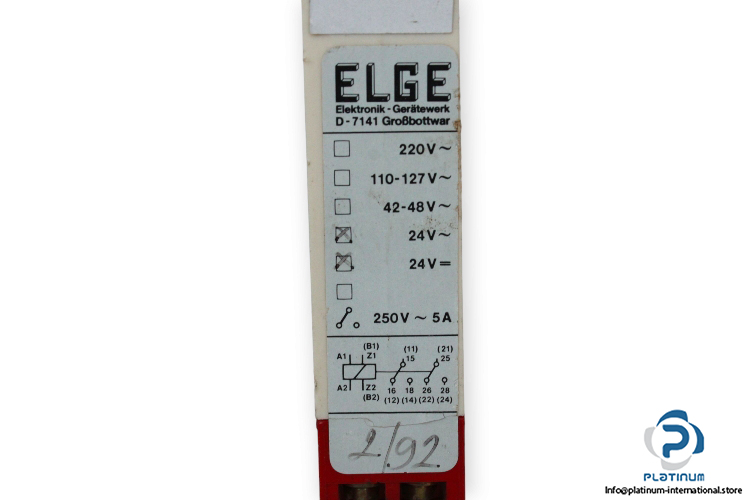 ELGE
Elektronik - Gerätewerk
D - 7141 Großbottwar
220V ~
110-127V ~
42-48V ~
24V ~
24V =
250V ~ 5A
(B1) (11) (21)
A1 Z1 15 25
A2 Z2 16 18 26 28
(B2) (12) (14) (22) (24)
2/92
PLATINUM
Info@platinum-international.store